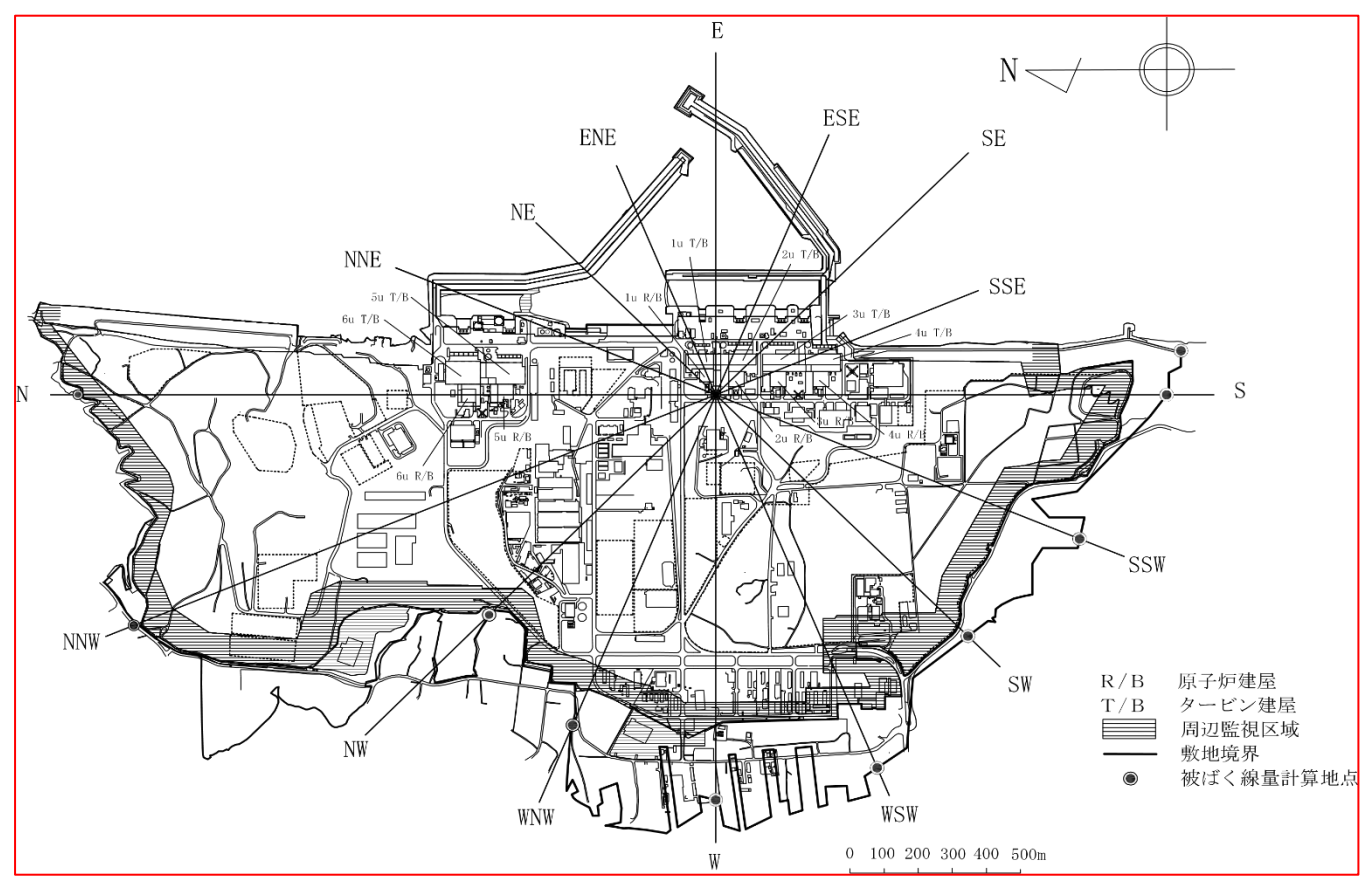 E
N
ESE
ENE
SE
NE
1u T/B
2u T/B
NNE
SSE
5u T/B
1u R/B
3u T/B
6u T/B
4u T/B
N
S
3u R/B
5u R/B
2u R/B
4u R/B
6u R/B
SSW
NNW
SW
NW
WNW
WSW
W
R/B 原子炉建屋
T/B タービン建屋
周辺監視区域
敷地境界
被ばく線量計算地点
0 100 200 300 400 500m